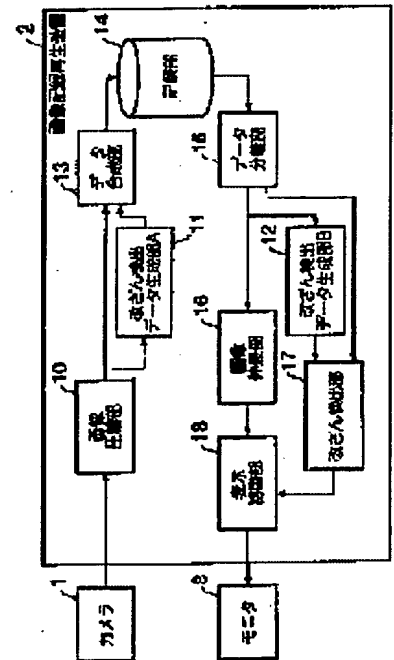 2
画像記録再生装置
1
カメラ
10
画像
圧縮部
11
改ざん検出
データ生成部A
13
データ
合成部
14
記録部
15
データ
分離部
12
改ざん検出
データ生成部B
16
画像
伸長部
17
改ざん検出部
18
表示
制御部
8
モニタ